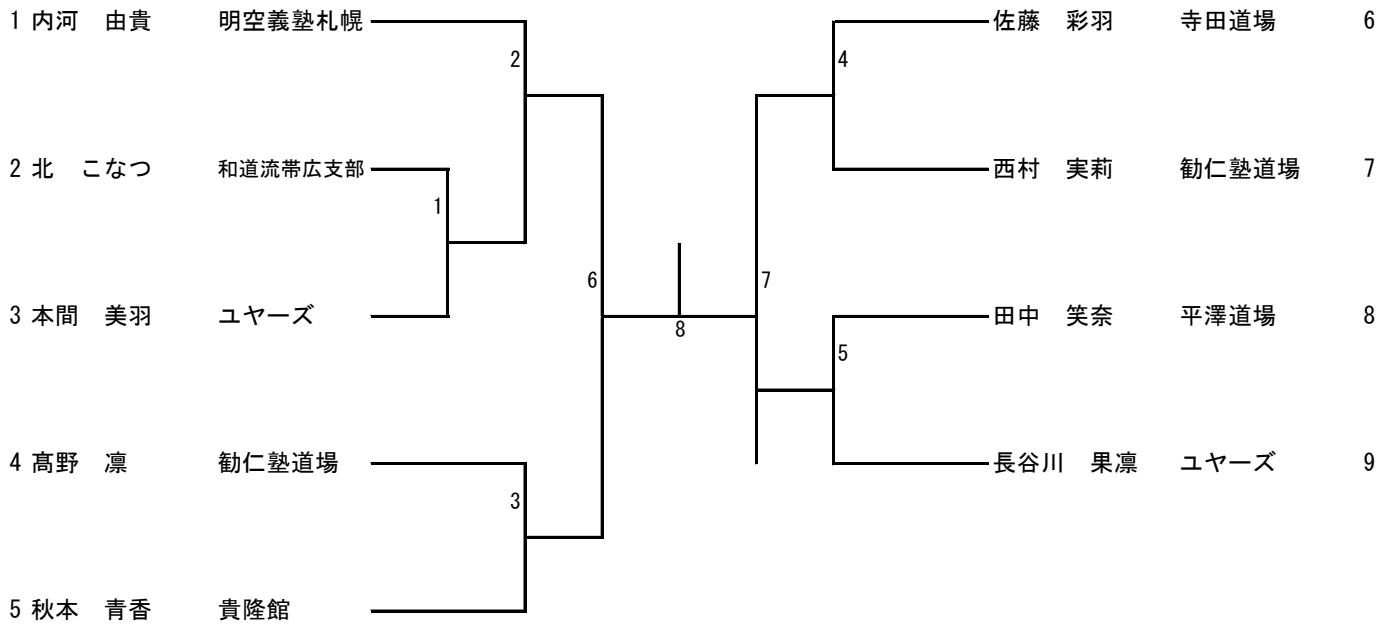 1 内河　由貴　明空義塾札幌
佐藤　彩羽　寺田道場　6
2
4
2 北　こなつ　和道流帯広支部
西村　実莉　勧仁塾道場　7
1
6
7
3 本間　美羽　ユヤーズ
田中　笑奈　平澤道場　8
8
5
4 髙野　凛　勧仁塾道場
長谷川　果凛　ユヤーズ　9
3
5 秋本　青香　貴隆館